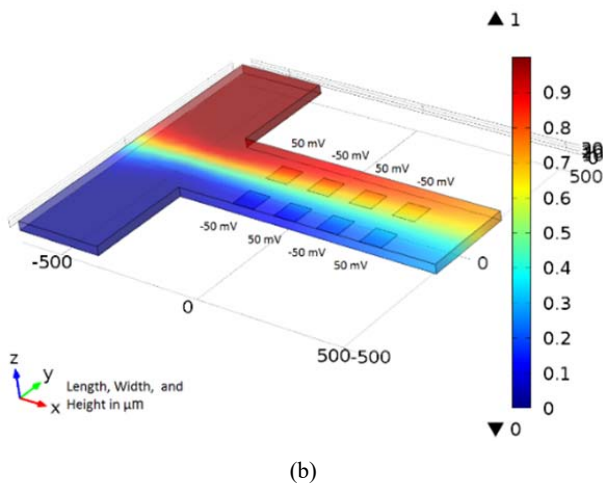 ▲ 1
0.9
0.8
0.7
0.6
0.5
0.4
0.3
0.2
0.1
0
▼ 0
500
50 mV
-50 mV
50 mV
-50 mV
-50 mV
50 mV
-50 mV
50 mV
0
-500
0
500-500
z
y
x
Length, Width, and
Height in μm
(b)